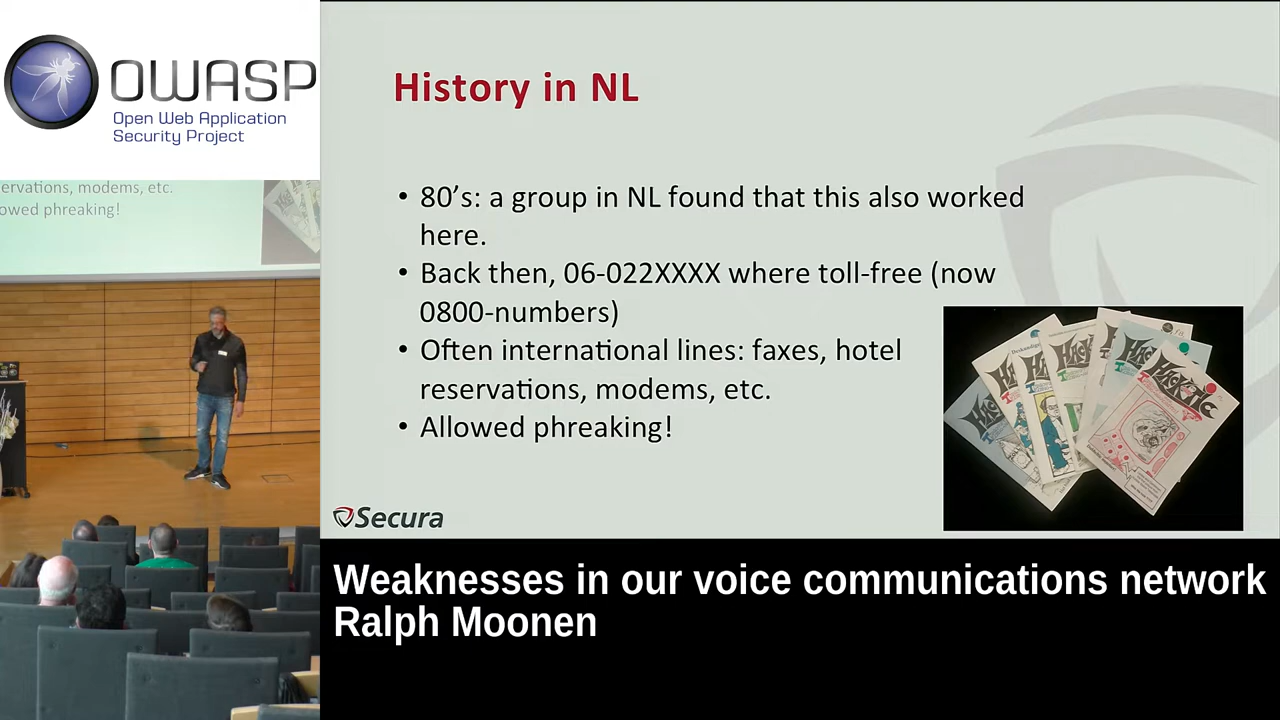 OWASP
Open Web Application
Security Project
ervations, modems, etc.
owed phreaking!
History in NL
• 80’s: a group in NL found that this also worked
here.
• Back then, 06-022XXXX where toll-free (now
0800-numbers)
• Often international lines: faxes, hotel
reservations, modems, etc.
• Allowed phreaking!
HACK-TIC
Secura
Weaknesses in our voice communications network
Ralph Moonen